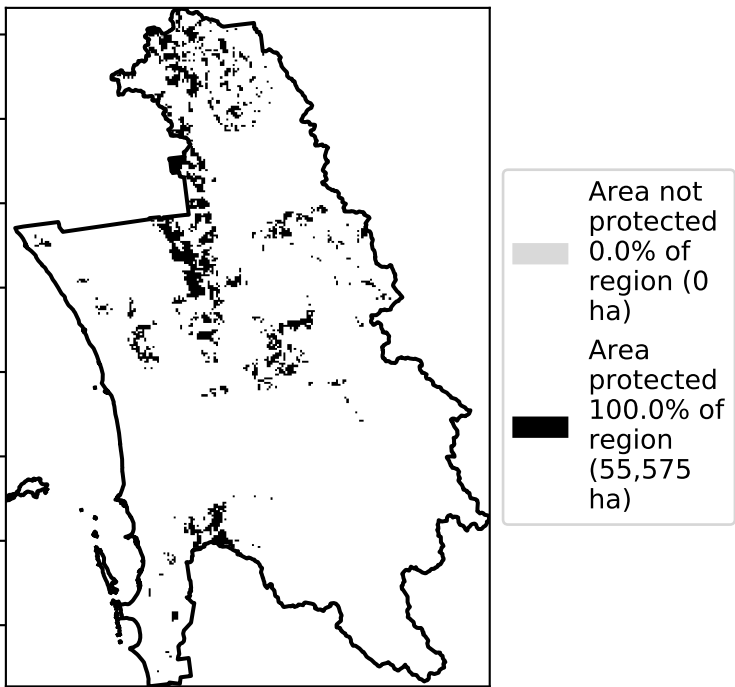 Area not
protected
0.0% of
region (0
ha)
Area
protected
100.0% of
region
(55,575
ha)